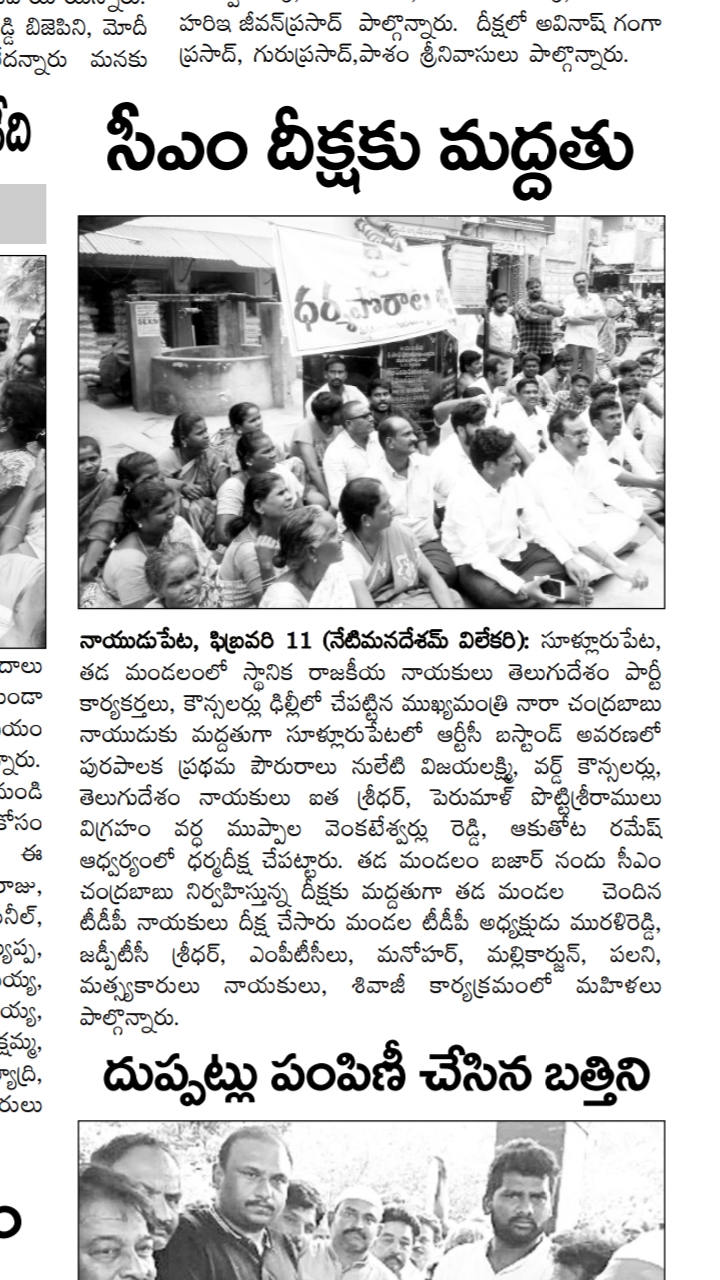 డ్డి బిజెపిని, మోదీ
దన్నారు మనకు
హరిఇ జీవన్‌ప్రసాద్ పాల్గొన్నారు. దీక్షలో అవినాష్ గంగా
ప్రసాద్, గురుప్రసాద్,పాశం శ్రీనివాసులు పాల్గొన్నారు.
సీఎం దీక్షకు మద్దతు
ధర్మపోరాట
నాయుడుపేట, ఫిబ్రవరి 11 (నేటిమనదేశమ్ విలేకరి): సూళ్లూరుపేట,
తడ మండలంలో స్థానిక రాజకీయ నాయకులు తెలుగుదేశం పార్టీ
కార్యకర్తలు, కౌన్సలర్లు ఢిల్లీలో చేపట్టిన ముఖ్యమంత్రి నారా చంద్రబాబు
నాయుడుకు మద్దతుగా సూళ్లూరుపేటలో ఆర్టీసీ బస్టాండ్ అవరణలో
పురపాలక ప్రథమ పౌరురాలు నులేటి విజయలక్ష్మి, వర్డ్ కౌన్సలర్లు,
తెలుగుదేశం నాయకులు ఐత శ్రీధర్, పెరుమాళ్ పొట్టిశ్రీరాములు
విగ్రహం వర్ధ ముప్పాల వెంకటేశ్వర్లు రెడ్డి, ఆకుతోట రమేష్
ఆధ్వర్యంలో ధర్మదీక్ష చేపట్టారు. తడ మండలం బజార్ నందు సీఎం
చంద్రబాబు నిర్వహిస్తున్న దీక్షకు మద్దతుగా తడ మండల చెందిన
టీడీపీ నాయకులు దీక్ష చేసారు మండల టీడీపీ అధ్యక్షుడు మురళిరెడ్డి,
జడ్పీటీసీ శ్రీధర్, ఎంపీటీసీలు, మనోహర్, మల్లికార్జున్, పలని,
మత్స్యకారులు నాయకులు, శివాజీ కార్యక్రమంలో మహిళలు
పాల్గొన్నారు.
దుప్పట్లు పంపిణీ చేసిన బత్తిని